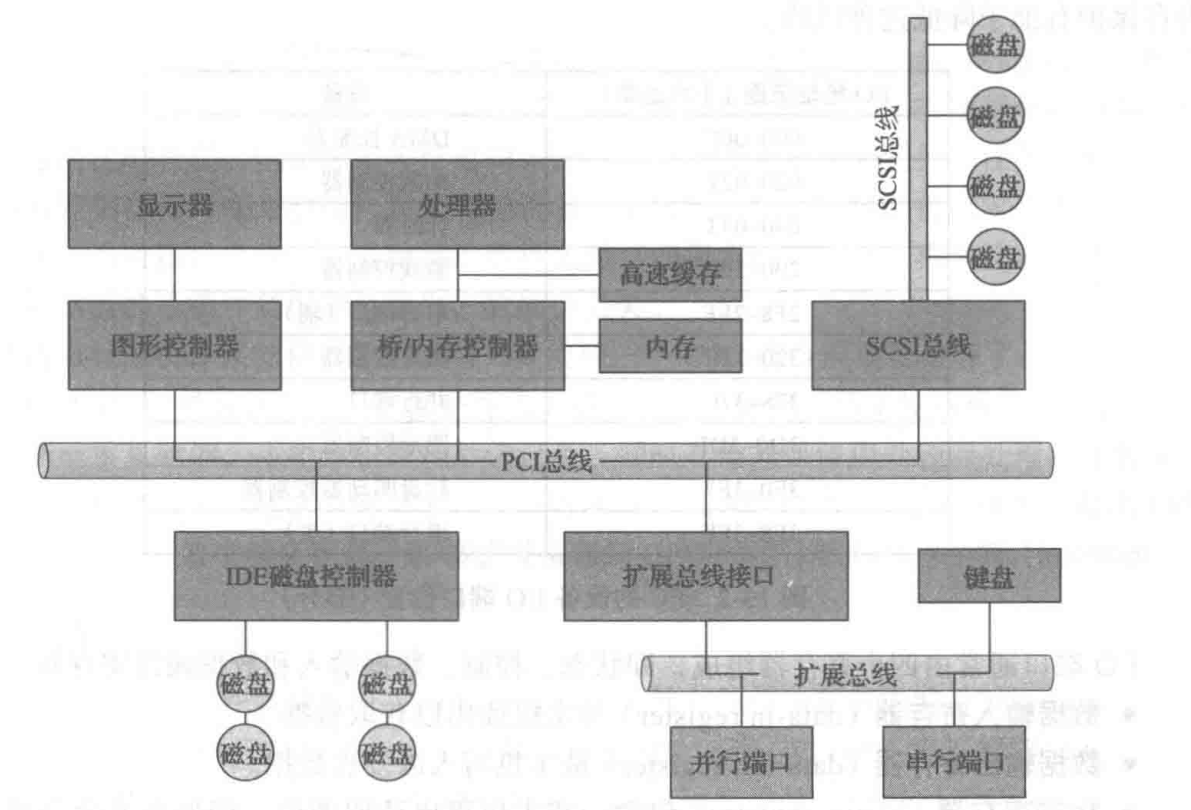 磁盘
磁盘
磁盘
磁盘
SCSI总线
显示器
处理器
高速缓存
图形控制器
桥/内存控制器
内存
SCSI总线
PCI总线
IDE磁盘控制器
扩展总线接口
键盘
磁盘
磁盘
扩展总线
磁盘
磁盘
并行端口
串行端口